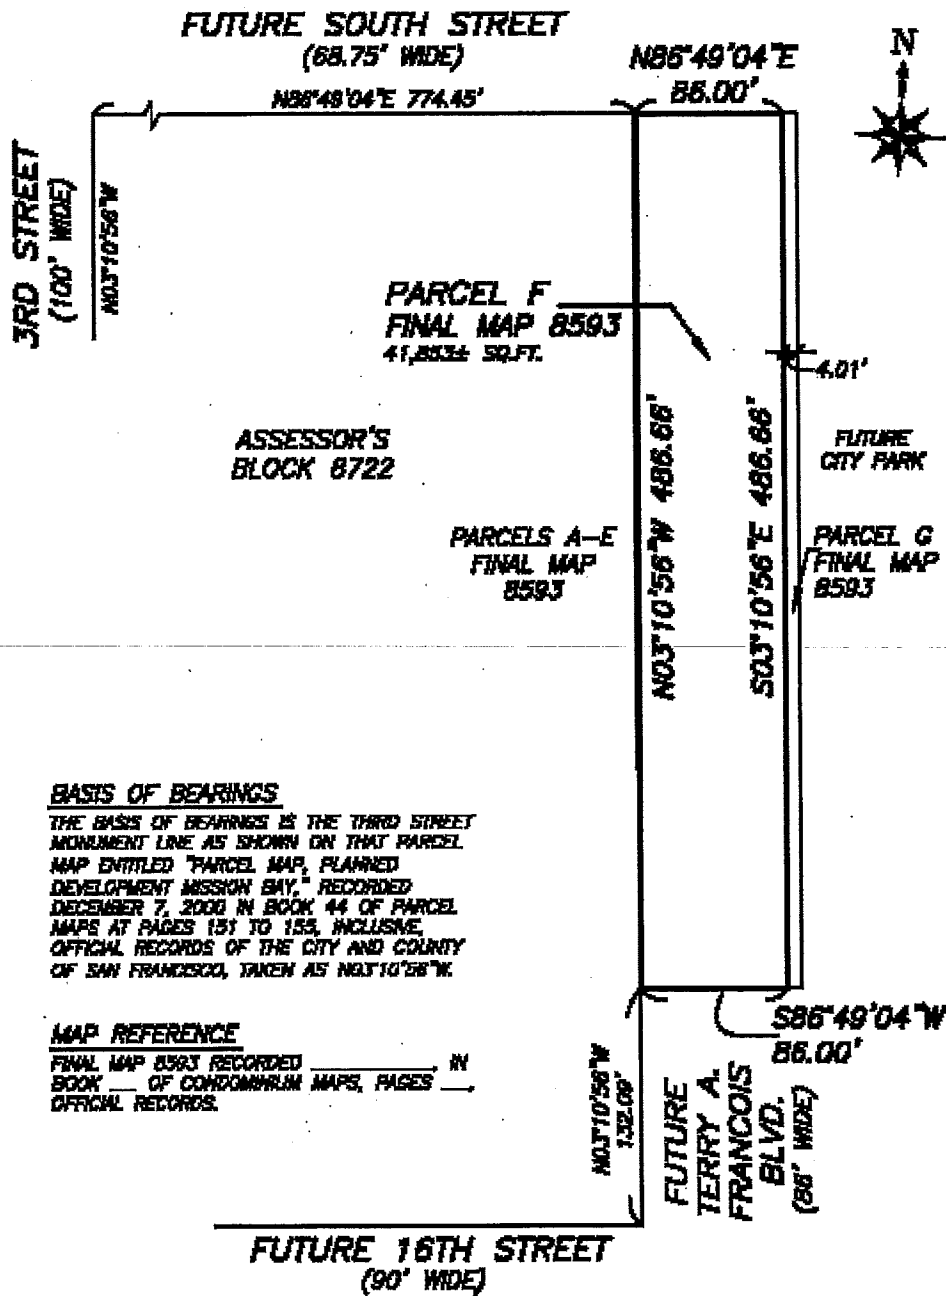 FUTURE SOUTH STREET
(68.75' WIDE)
N86°49'04"E
86.00'
N
N86°49'04"E 774.45'
3RD STREET
(100' WIDE)
N03°10'56"W
PARCEL F
FINAL MAP 8593
41,853± SQ.FT.
4.01'
ASSESSOR'S
BLOCK 8722
FUTURE
CITY PARK
N03°10'56"W 486.66'
S03°10'56"E 486.66'
PARCELS A-E
FINAL MAP
8593
PARCEL G
FINAL MAP
8593
BASIS OF BEARINGS
THE BASIS OF BEARINGS IS THE THIRD STREET
MONUMENT LINE AS SHOWN ON THAT PARCEL
MAP ENTITLED "PARCEL MAP, PLANNED
DEVELOPMENT MISSION BAY," RECORDED
DECEMBER 7, 2000 IN BOOK 44 OF PARCEL
MAPS AT PAGES 151 TO 155, INCLUSIVE,
OFFICIAL RECORDS OF THE CITY AND COUNTY
OF SAN FRANCISCO, TAKEN AS N03°10'56"W.
MAP REFERENCE
FINAL MAP 8593 RECORDED __________, IN
BOOK ___ OF CONDOMINIUM MAPS, PAGES ___,
OFFICIAL RECORDS.
S86°49'04"W
86.00'
N03°10'56"W
132.09'
FUTURE
TERRY A.
FRANCOIS
BLVD.
(86' WIDE)
FUTURE 16TH STREET
(90' WIDE)